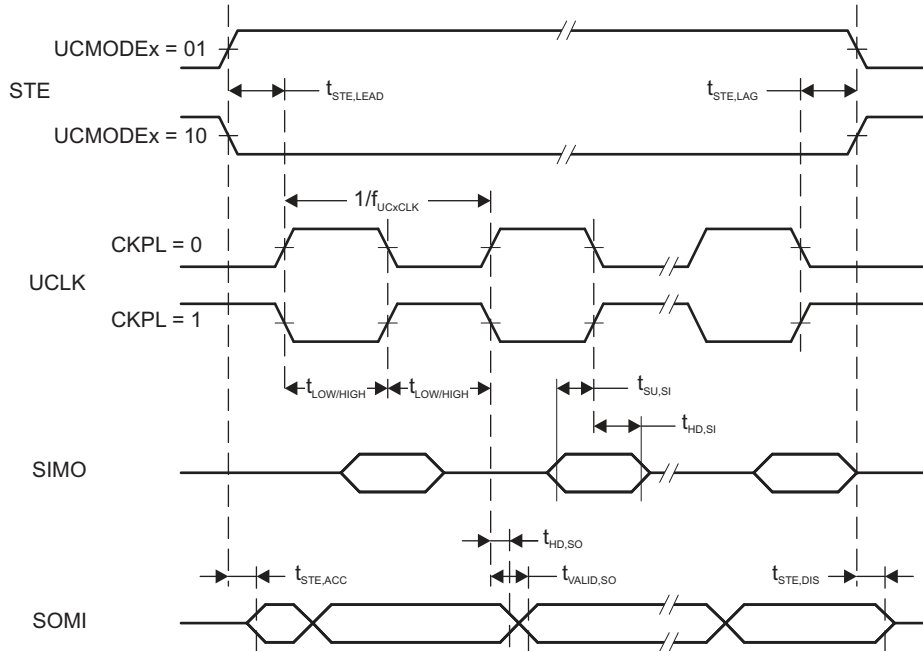 UCMODEx = 01
STE
t_STE,LEAD
t_STE,LAG
UCMODEx = 10
1/f_UCxCLK
CKPL = 0
UCLK
CKPL = 1
t_LOW/HIGH
t_LOW/HIGH
t_SU,SI
t_HD,SI
SIMO
t_HD,SO
t_STE,ACC
t_VALID,SO
t_STE,DIS
SOMI